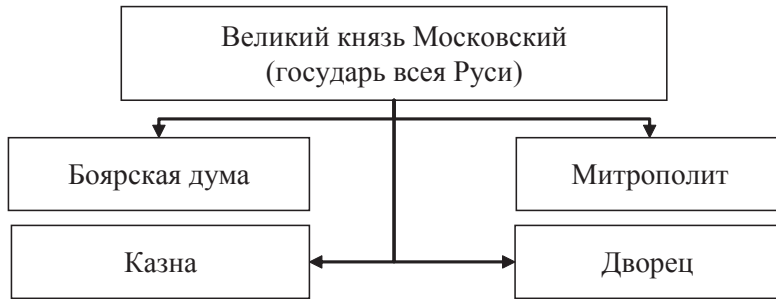 Великий князь Московский
(государь всея Руси)
Боярская дума
Митрополит
Казна
Дворец